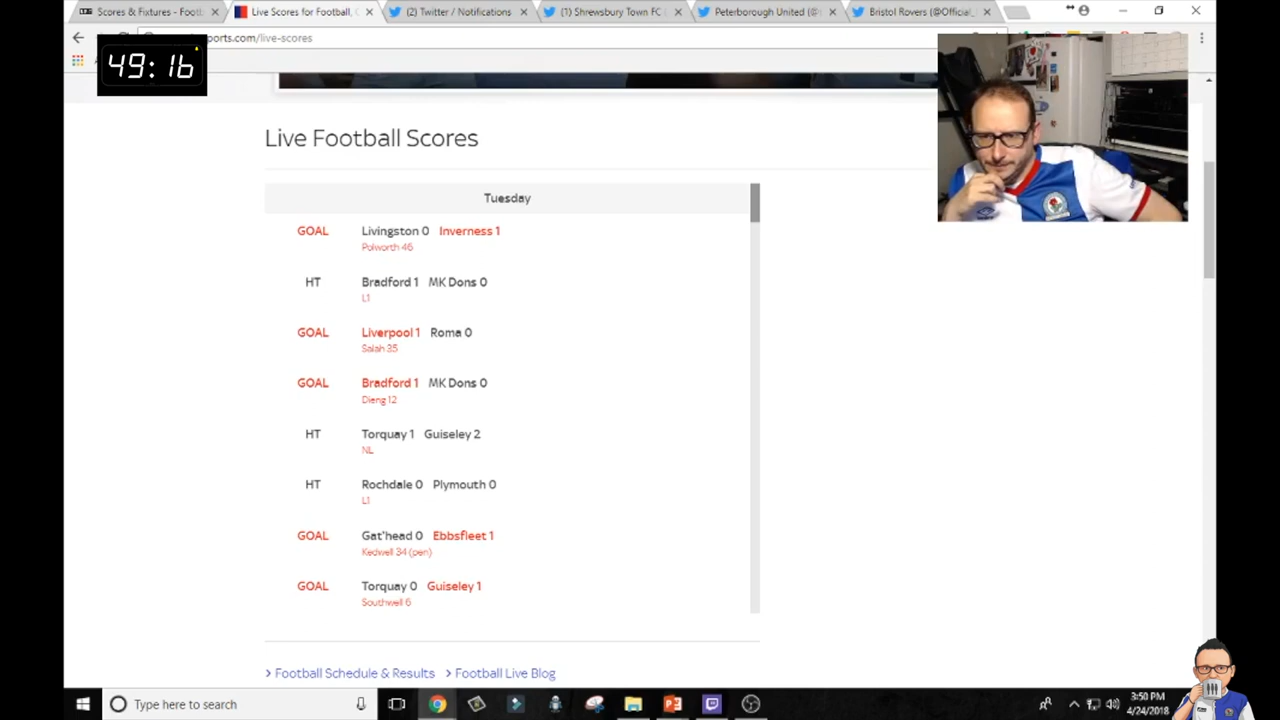 Scores & Fixtures - Footb
Live Scores for Football, C
(2) Twitter / Notifications
(1) Shrewsbury Town FC (
Peterborough United (@t
Bristol Rovers (@Official_
49:16
ports.com/live-scores
Live Football Scores
Tuesday
GOAL Livingston 0 Inverness 1
Polworth 46
HT Bradford 1 MK Dons 0
L1
GOAL Liverpool 1 Roma 0
Salah 35
GOAL Bradford 1 MK Dons 0
Dieng 12
HT Torquay 1 Guiseley 2
NL
HT Rochdale 0 Plymouth 0
L1
GOAL Gat'head 0 Ebbsfleet 1
Kedwell 34 (pen)
GOAL Torquay 0 Guiseley 1
Southwell 6
> Football Schedule & Results > Football Live Blog
Type here to search
3:50 PM
4/24/2018